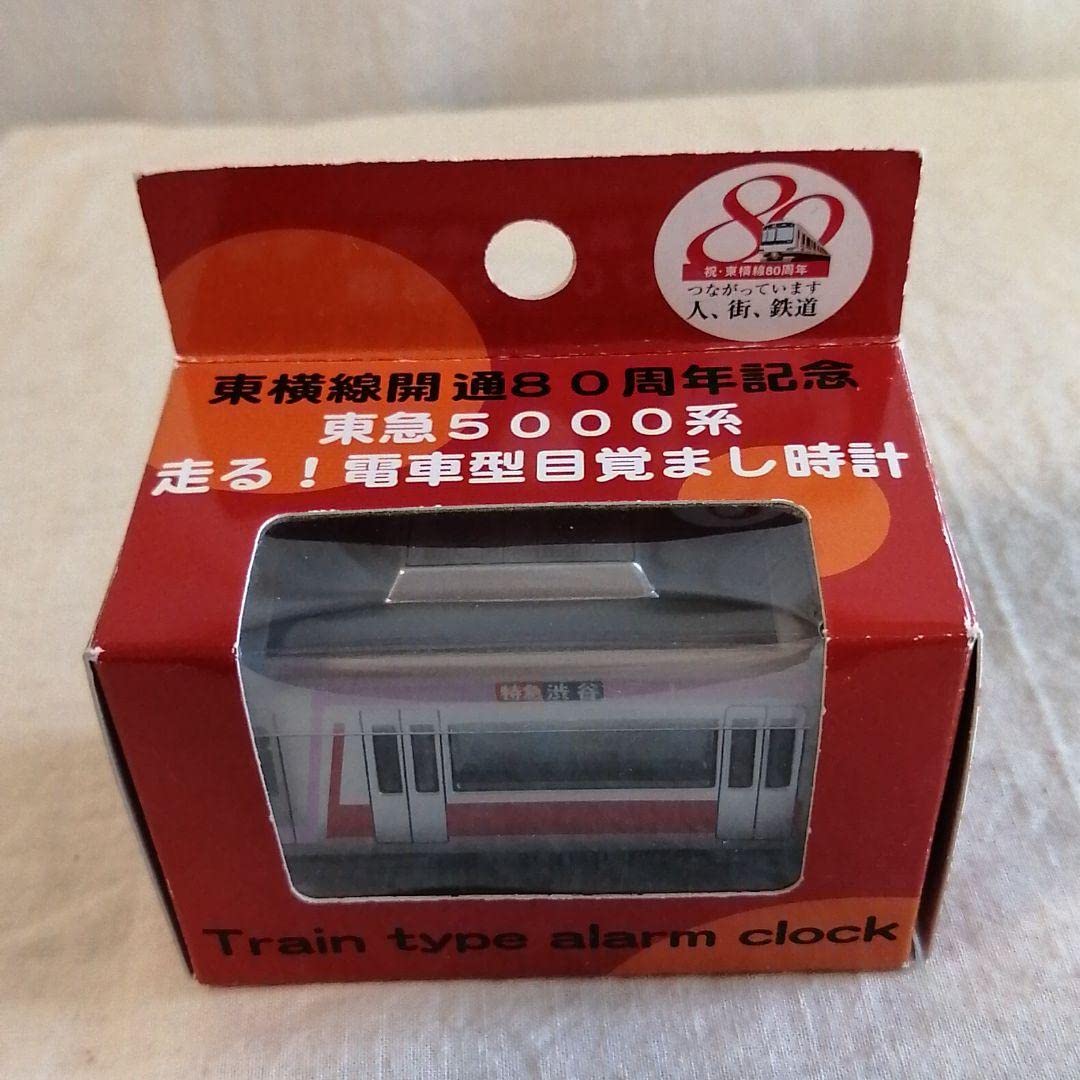 80
祝・東横線80周年
つながっています
人、街、鉄道
東横線開通80周年記念
東急5000系
走る!電車型目覚まし時計
特急 渋谷
Train type alarm clock